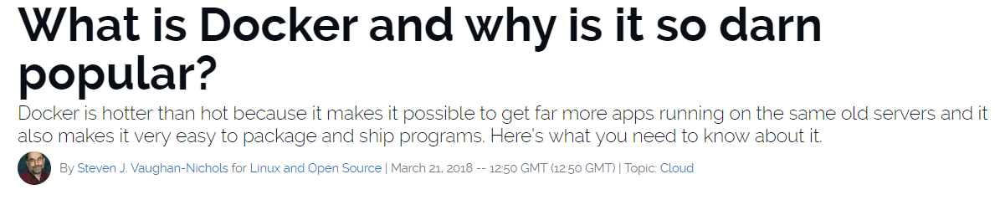 What is Docker and why is it so darn
popular?
Docker is hotter than hot because it makes it possible to get far more apps running on the same old servers and it
also makes it very easy to package and ship programs. Here's what you need to know about it.
By Steven J. Vaughan-Nichols for Linux and Open Source | March 21, 2018 -- 12:50 GMT (12:50 GMT) | Topic: Cloud